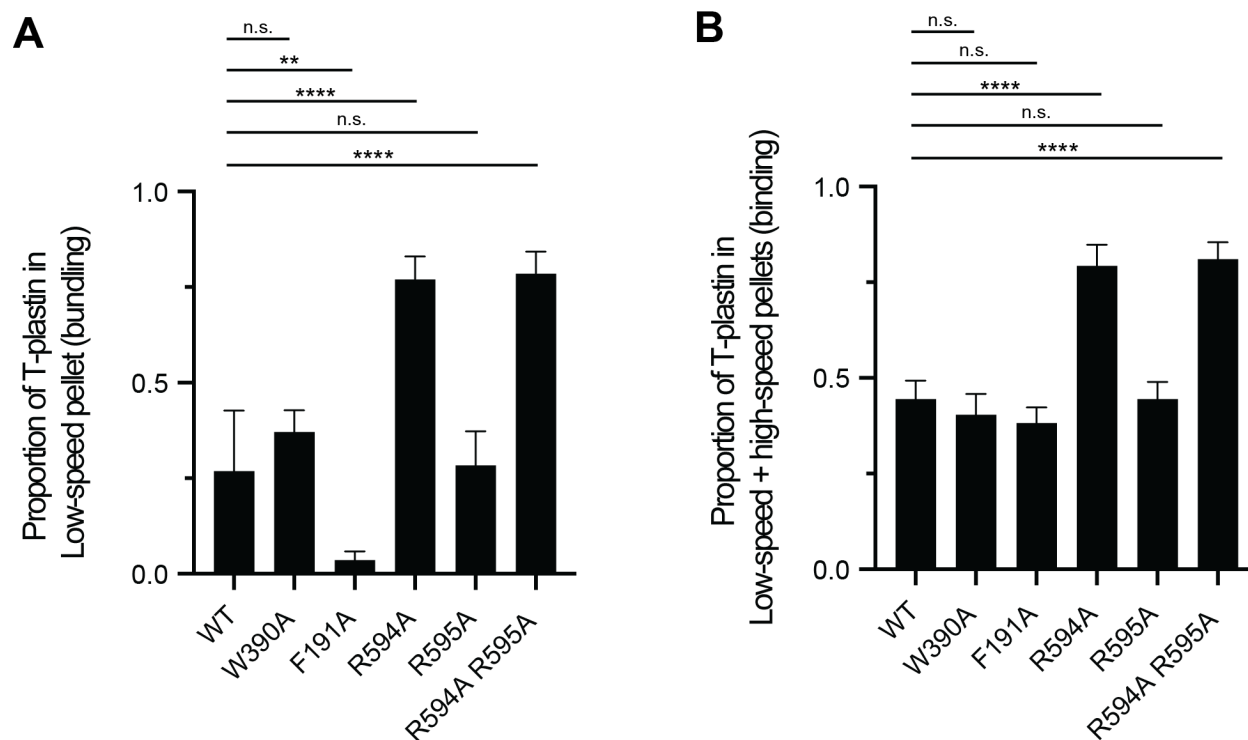 A
n.s.
**
****
n.s.
****
Proportion of T-plastin in
Low-speed pellet (bundling)
1.0
0.5
0.0
WT
W390A
F191A
R594A
R595A
R594A R595A
B
n.s.
n.s.
****
n.s.
****
Proportion of T-plastin in
Low-speed + high-speed pellets (binding)
1.0
0.5
0.0
WT
W390A
F191A
R594A
R595A
R594A R595A